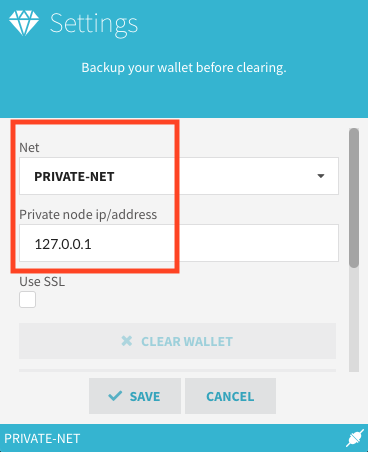 Settings
Backup your wallet before clearing.
Net
PRIVATE-NET
Private node ip/address
127.0.0.1
Use SSL
CLEAR WALLET
SAVE CANCEL
PRIVATE-NET